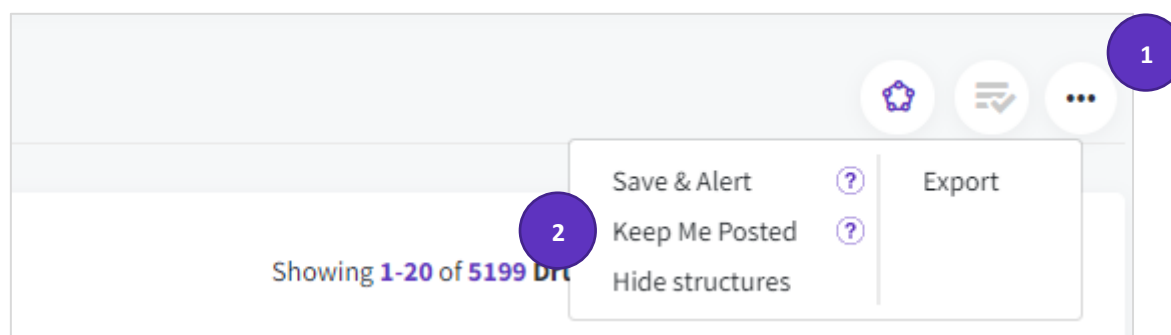 1
•••
Save & Alert ? Export
2 Keep Me Posted ?
Showing 1-20 of 5199
Hide structures